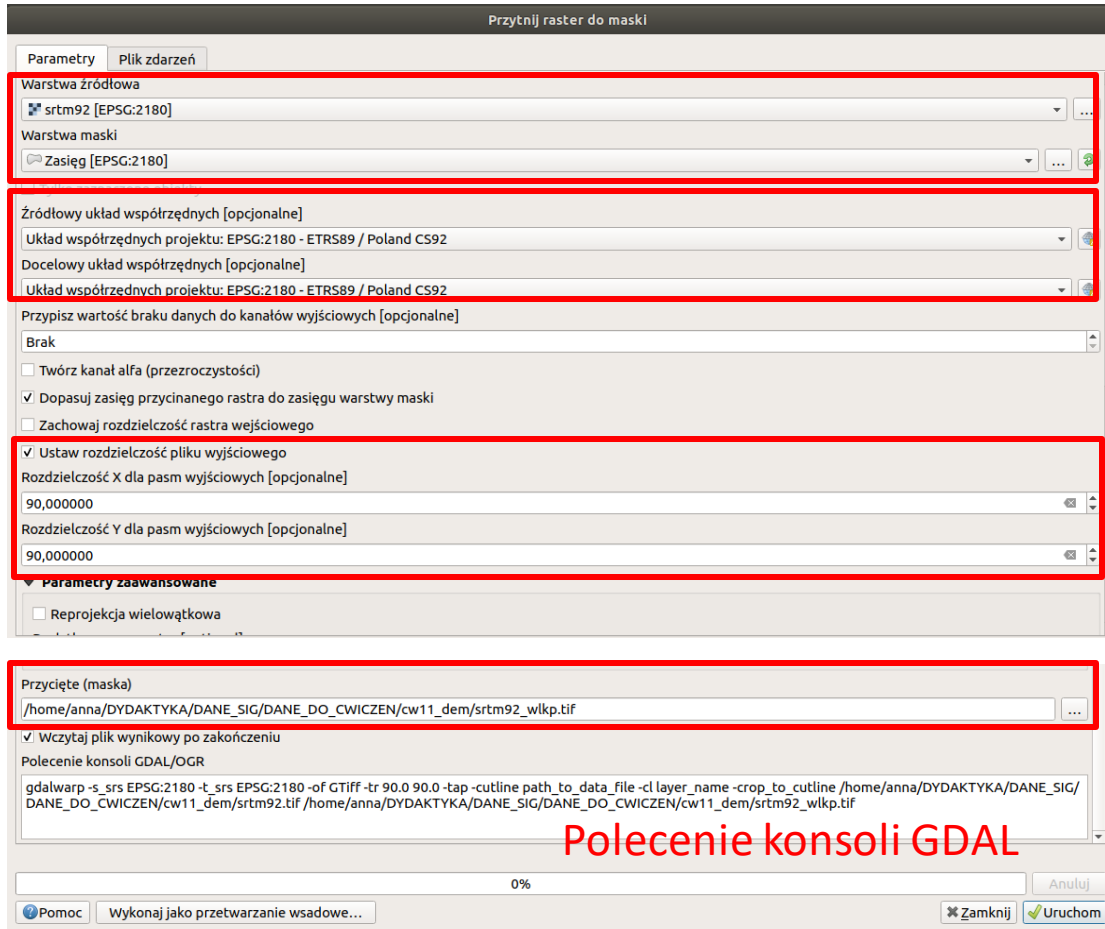 Przytnij raster do maski
Parametry Plik zdarzeń
Warstwa źródłowa
srtm92 [EPSG:2180]
...
Warstwa maski
Zasięg [EPSG:2180]
...
Źródłowy układ współrzędnych [opcjonalne]
Układ współrzędnych projektu: EPSG:2180 - ETRS89 / Poland CS92
Docelowy układ współrzędnych [opcjonalne]
Układ współrzędnych projektu: EPSG:2180 - ETRS89 / Poland CS92
Przypisz wartość braku danych do kanałów wyjściowych [opcjonalne]
Brak
Twórz kanał alfa (przezroczystości)
Dopasuj zasięg przycinanego rastra do zasięgu warstwy maski
Zachowaj rozdzielczość rastra wejściowego
Ustaw rozdzielczość pliku wyjściowego
Rozdzielczość X dla pasm wyjściowych [opcjonalne]
90,000000
Rozdzielczość Y dla pasm wyjściowych [opcjonalne]
90,000000
Parametry zaawansowane
Reprojekcja wielowątkowa
Przycięte (maska)
/home/anna/DYDAKTYKA/DANE_SIG/DANE_DO_CWICZEN/cw11_dem/srtm92_wlkp.tif
...
Wczytaj plik wynikowy po zakończeniu
Polecenie konsoli GDAL/OGR
gdalwarp -s_srs EPSG:2180 -t_srs EPSG:2180 -of GTiff -tr 90.0 90.0 -tap -cutline path_to_data_file -cl layer_name -crop_to_cutline /home/anna/DYDAKTYKA/DANE_SIG/
DANE_DO_CWICZEN/cw11_dem/srtm92.tif /home/anna/DYDAKTYKA/DANE_SIG/DANE_DO_CWICZEN/cw11_dem/srtm92_wlkp.tif
Polecenie konsoli GDAL
0%
Anuluj
Pomoc Wykonaj jako przetwarzanie wsadowe... Zamknij Uruchom